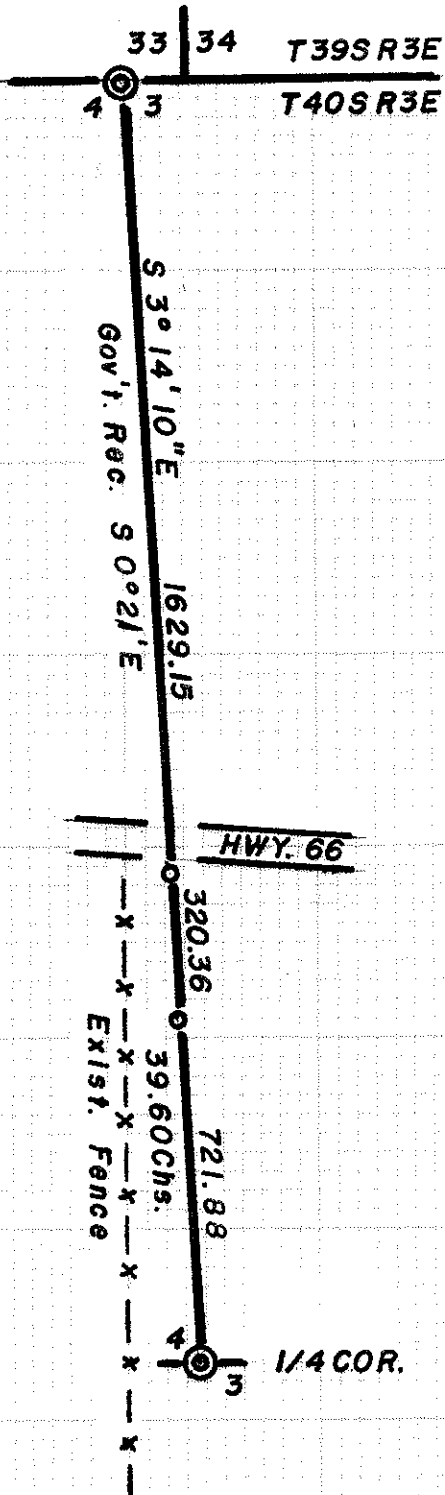 33 34 T39S R3E
4 3 T40S R3E
S 3° 14' 10"E 1629.15
Gov't. Rec. S 0°21'E
HWY. 66
320.36
39.60Chs.
721.88
Exist. Fence
4
3
1/4 COR.